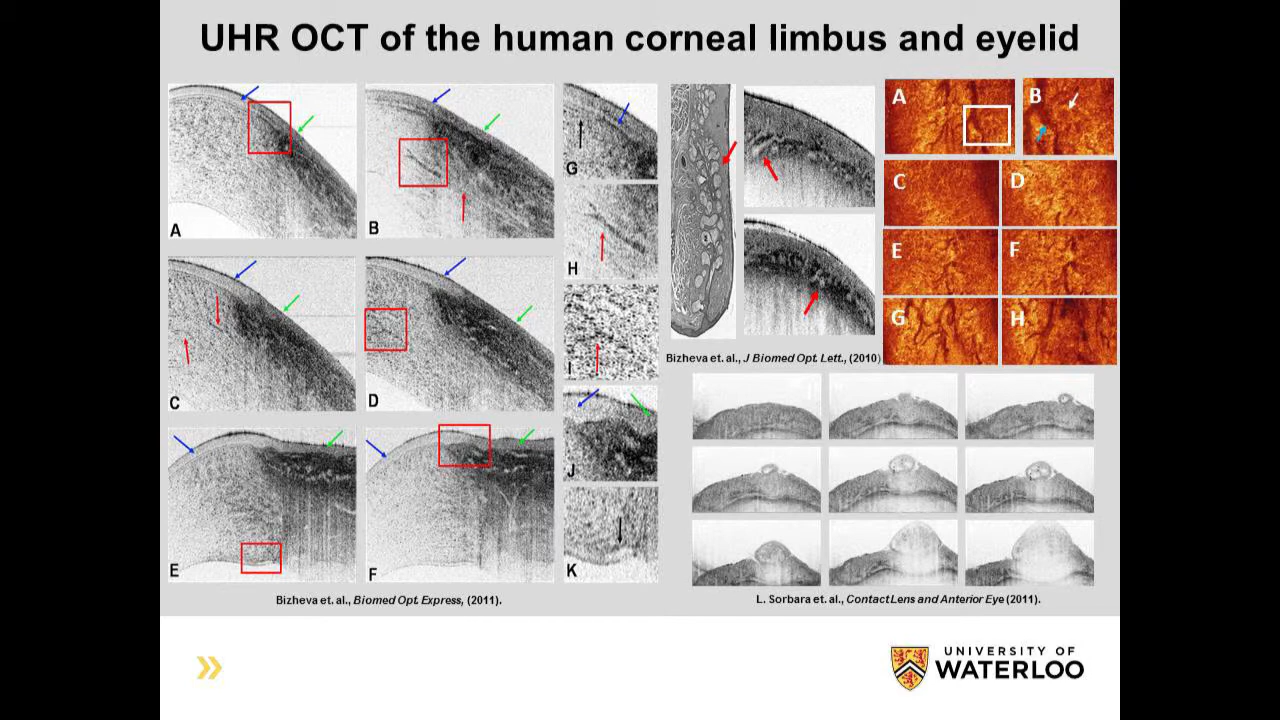 UHR OCT of the human corneal limbus and eyelid
A
B
C
D
E
F
G
H
I
J
K
Bizheva et. al., Biomed Opt. Express, (2011).
Bizheva et. al., J Biomed Opt. Lett., (2010)
A
B
C
D
E
F
G
H
L. Sorbara et. al., Contact Lens and Anterior Eye (2011).
UNIVERSITY OF
WATERLOO